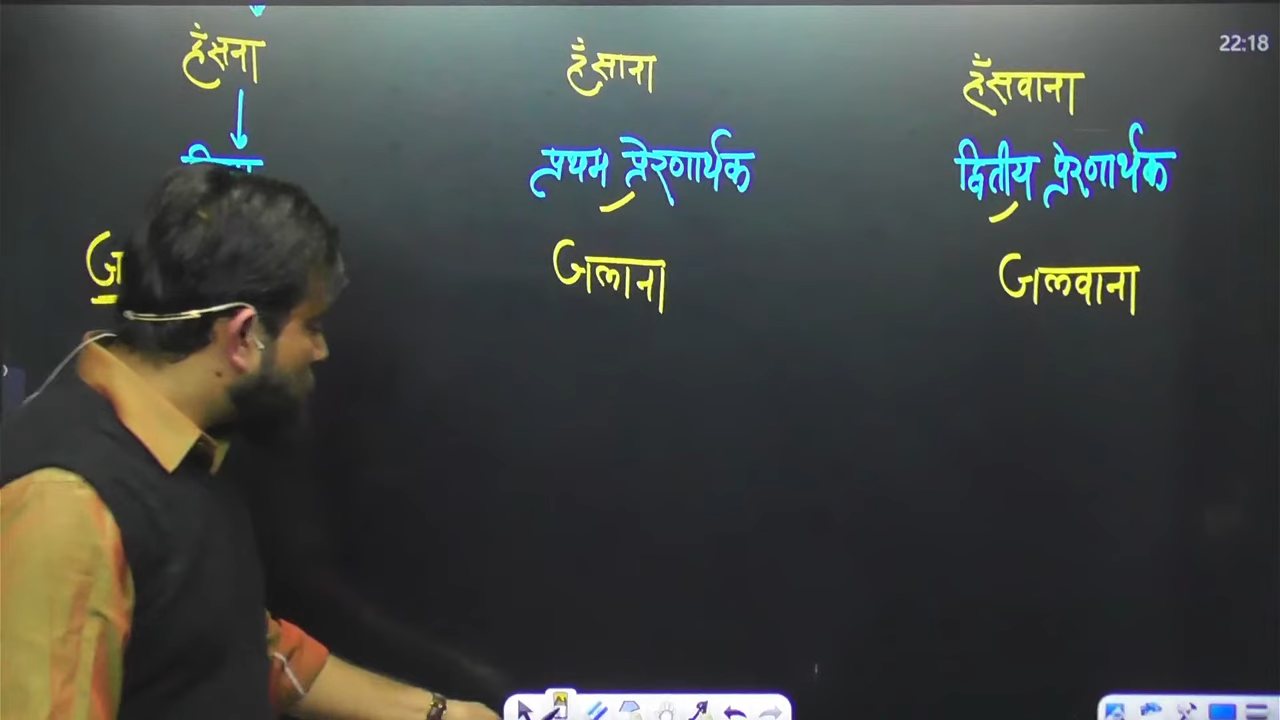 हंसना हँसाना हँसवाना 22:18
प्रथम प्रेरणार्थक द्वितीय प्रेरणार्थक
जलाना जलवाना